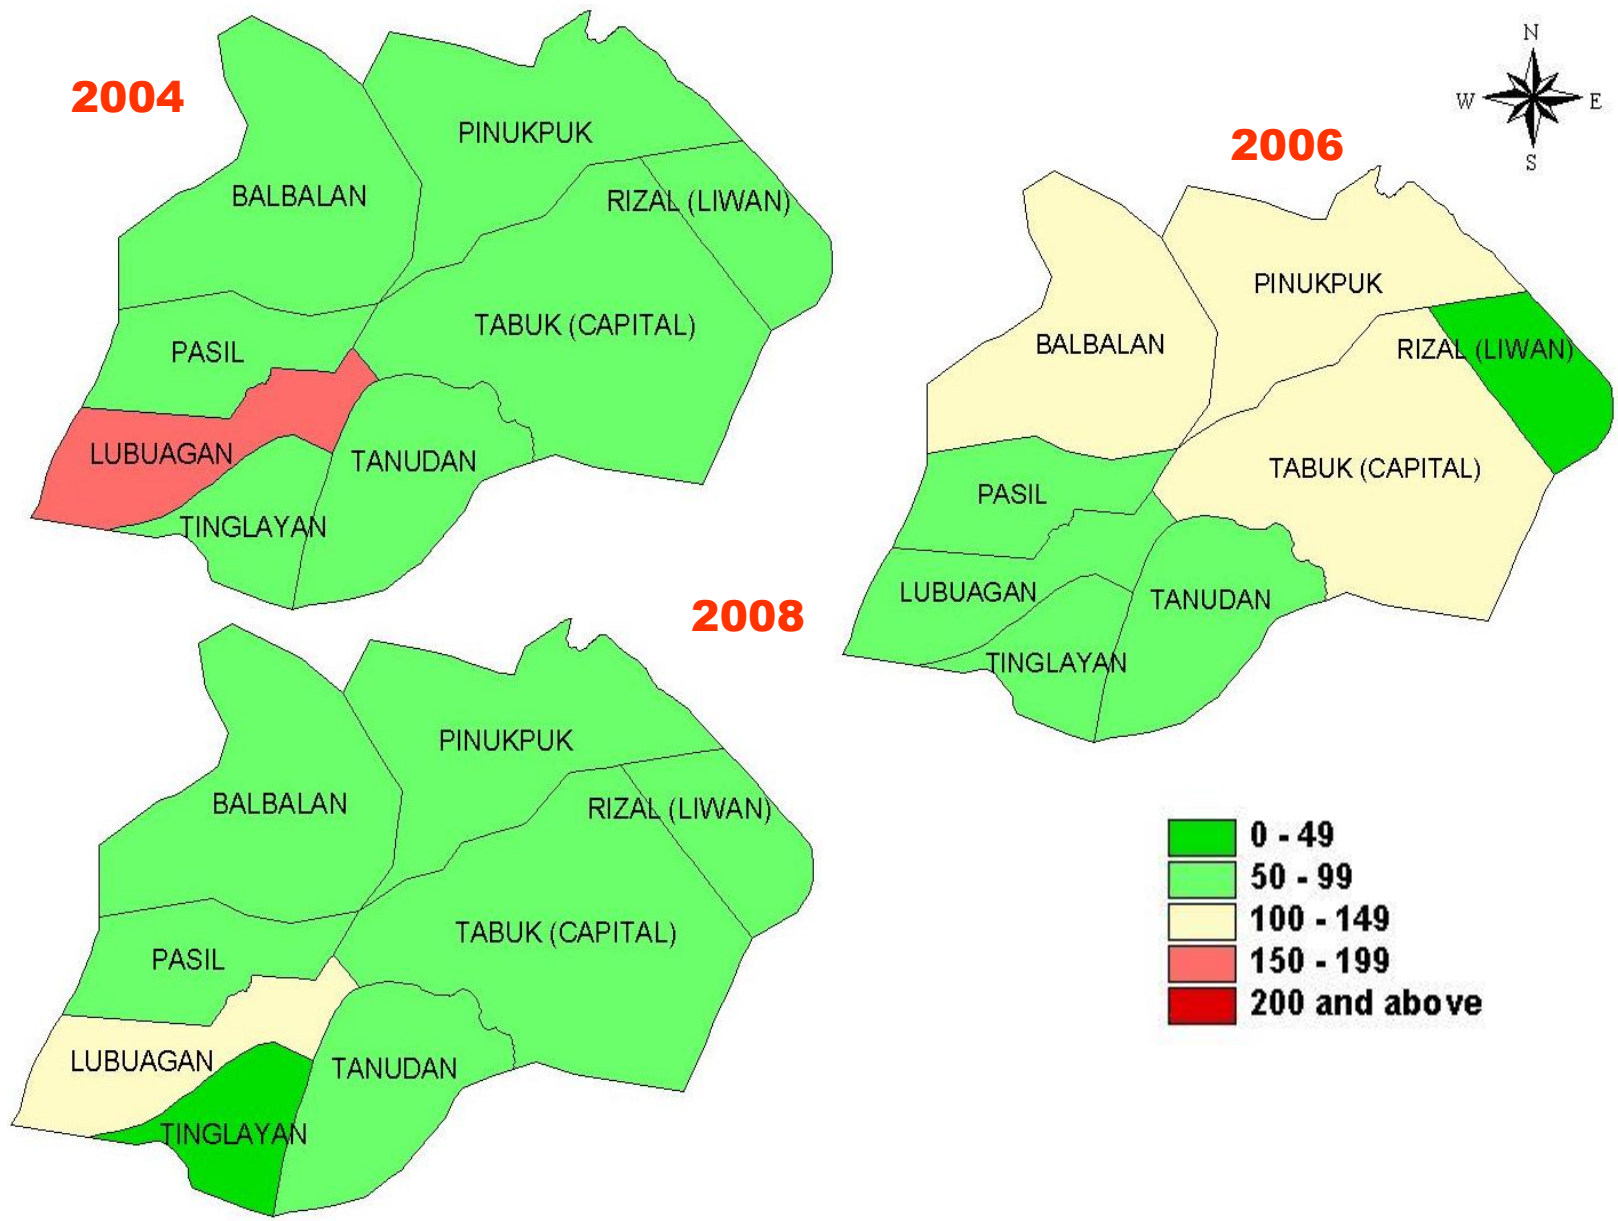 2004
PINUKPUK
BALBALAN
RIZAL (LIWAN)
TABUK (CAPITAL)
PASIL
LUBUAGAN
TANUDAN
TINGLAYAN
N
W E
S
2006
PINUKPUK
BALBALAN
RIZAL (LIWAN)
TABUK (CAPITAL)
PASIL
LUBUAGAN
TANUDAN
TINGLAYAN
2008
PINUKPUK
BALBALAN
RIZAL (LIWAN)
TABUK (CAPITAL)
PASIL
LUBUAGAN
TANUDAN
TINGLAYAN
0 - 49
50 - 99
100 - 149
150 - 199
200 and above